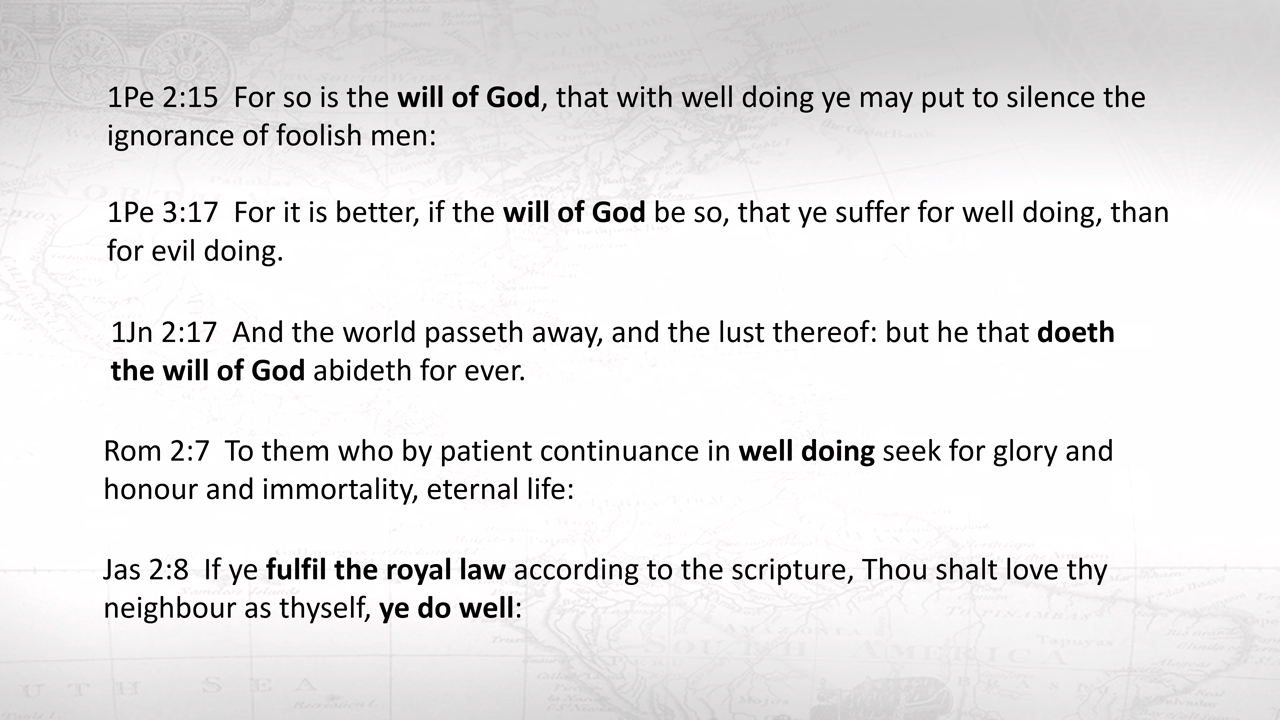 1Pe 2:15  For so is the will of God, that with well doing ye may put to silence the
ignorance of foolish men:
1Pe 3:17  For it is better, if the will of God be so, that ye suffer for well doing, than
for evil doing.
1Jn 2:17  And the world passeth away, and the lust thereof: but he that doeth
the will of God abideth for ever.
Rom 2:7  To them who by patient continuance in well doing seek for glory and
honour and immortality, eternal life:
Jas 2:8  If ye fulfil the royal law according to the scripture, Thou shalt love thy
neighbour as thyself, ye do well:
SOUTH AMERICA
UTH SEA